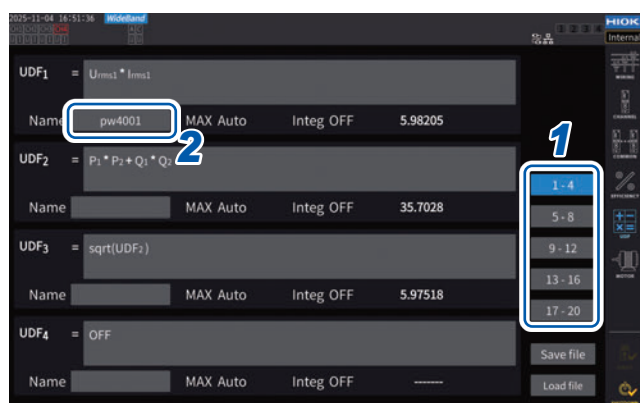 2025-11-04 16:51:36 WideBand
HIOK
Internal
UDF1 = Urms1 * Irms1
Name pw4001 MAX Auto Integ OFF 5.98205
2
1
UDF2 = P1 * P2 + Q1 * Q2
Name MAX Auto Integ OFF 35.7028
UDF3 = sqrt(UDF2)
Name MAX Auto Integ OFF 5.97518
UDF4 = OFF
Name MAX Auto Integ OFF -------
1 - 4
5 - 8
9 - 12
13 - 16
17 - 20
Save file
Load file
WIRING
CHANNEL
COMMON
EFFICIENCY
UDF
MOTOR